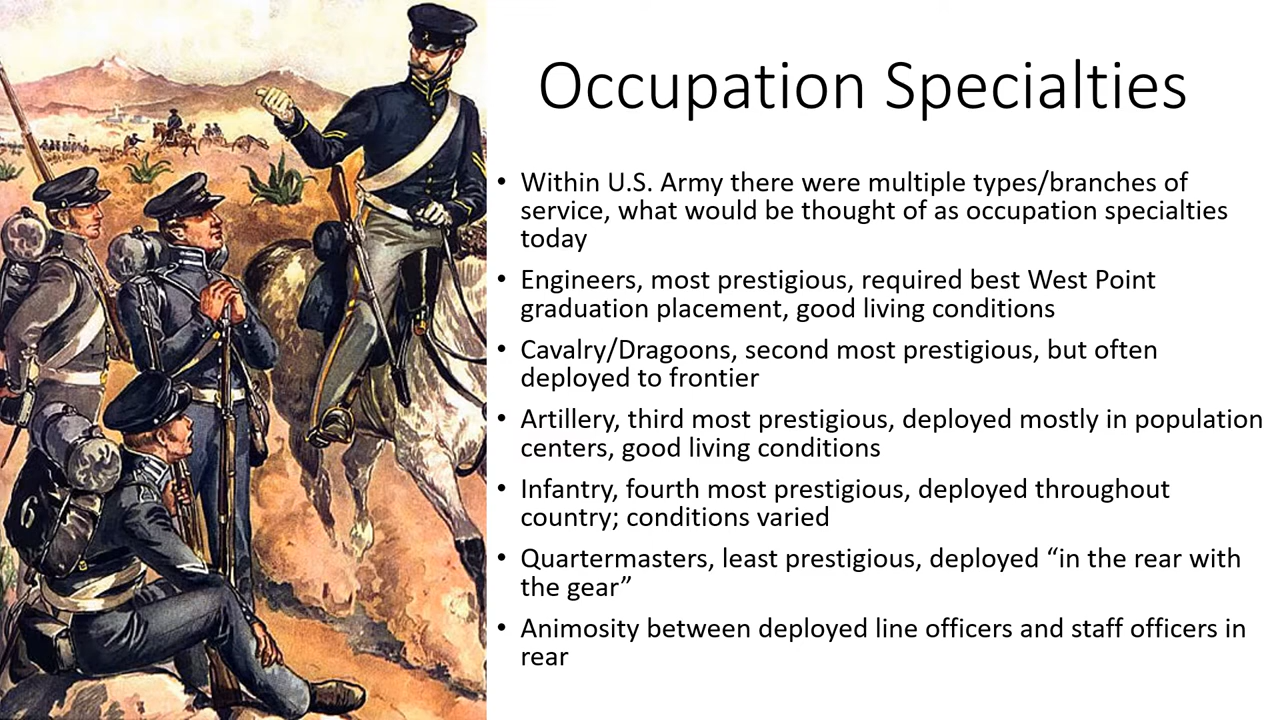 Occupation Specialties
• Within U.S. Army there were multiple types/branches of
service, what would be thought of as occupation specialties
today
• Engineers, most prestigious, required best West Point
graduation placement, good living conditions
• Cavalry/Dragoons, second most prestigious, but often
deployed to frontier
• Artillery, third most prestigious, deployed mostly in population
centers, good living conditions
• Infantry, fourth most prestigious, deployed throughout
country; conditions varied
• Quartermasters, least prestigious, deployed “in the rear with
the gear”
• Animosity between deployed line officers and staff officers in
rear